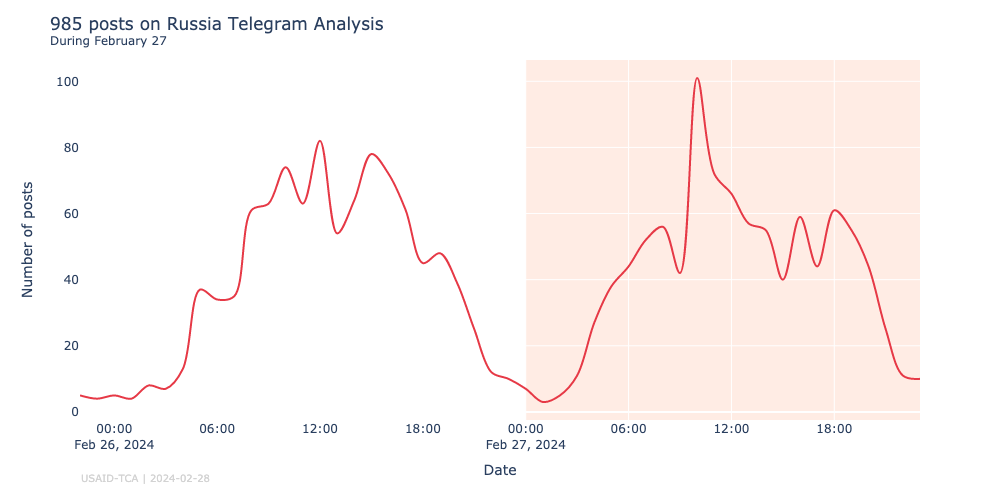 985 posts on Russia Telegram Analysis
During February 27
Number of posts
100
80
60
40
20
0
00:00 06:00 12:00 18:00 00:00 06:00 12:00 18:00
Feb 26, 2024 Feb 27, 2024
Date
USAID-TCA | 2024-02-28